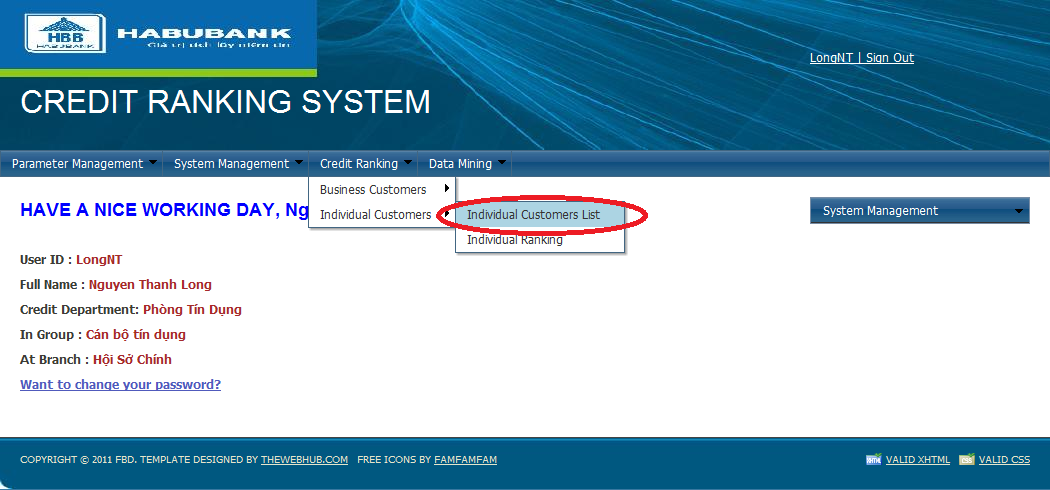 HBB
HABUBANK
HABUBANK
Giá trị tích lũy niềm tin
LongNT | Sign Out
CREDIT RANKING SYSTEM
Parameter Management System Management Credit Ranking Data Mining
Business Customers
HAVE A NICE WORKING DAY, Ng
Individual Customers
Individual Customers List
System Management
Individual Ranking
User ID : LongNT
Full Name : Nguyen Thanh Long
Credit Department: Phòng Tín Dụng
In Group : Cán bộ tín dụng
At Branch : Hội Sở Chính
Want to change your password?
COPYRIGHT © 2011 FBD. TEMPLATE DESIGNED BY THEWEBHUB.COM FREE ICONS BY FAMFAMFAM
XHTML VALID XHTML CSS VALID CSS